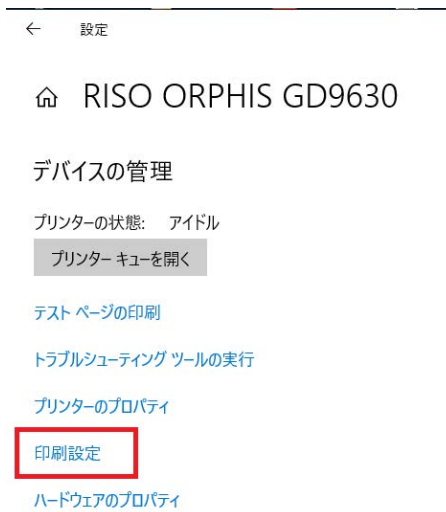 ← 設定
RISO ORPHIS GD9630
デバイスの管理
プリンターの状態: アイドル
プリンター キューを開く
テスト ページの印刷
トラブルシューティング ツールの実行
プリンターのプロパティ
印刷設定
ハードウェアのプロパティ